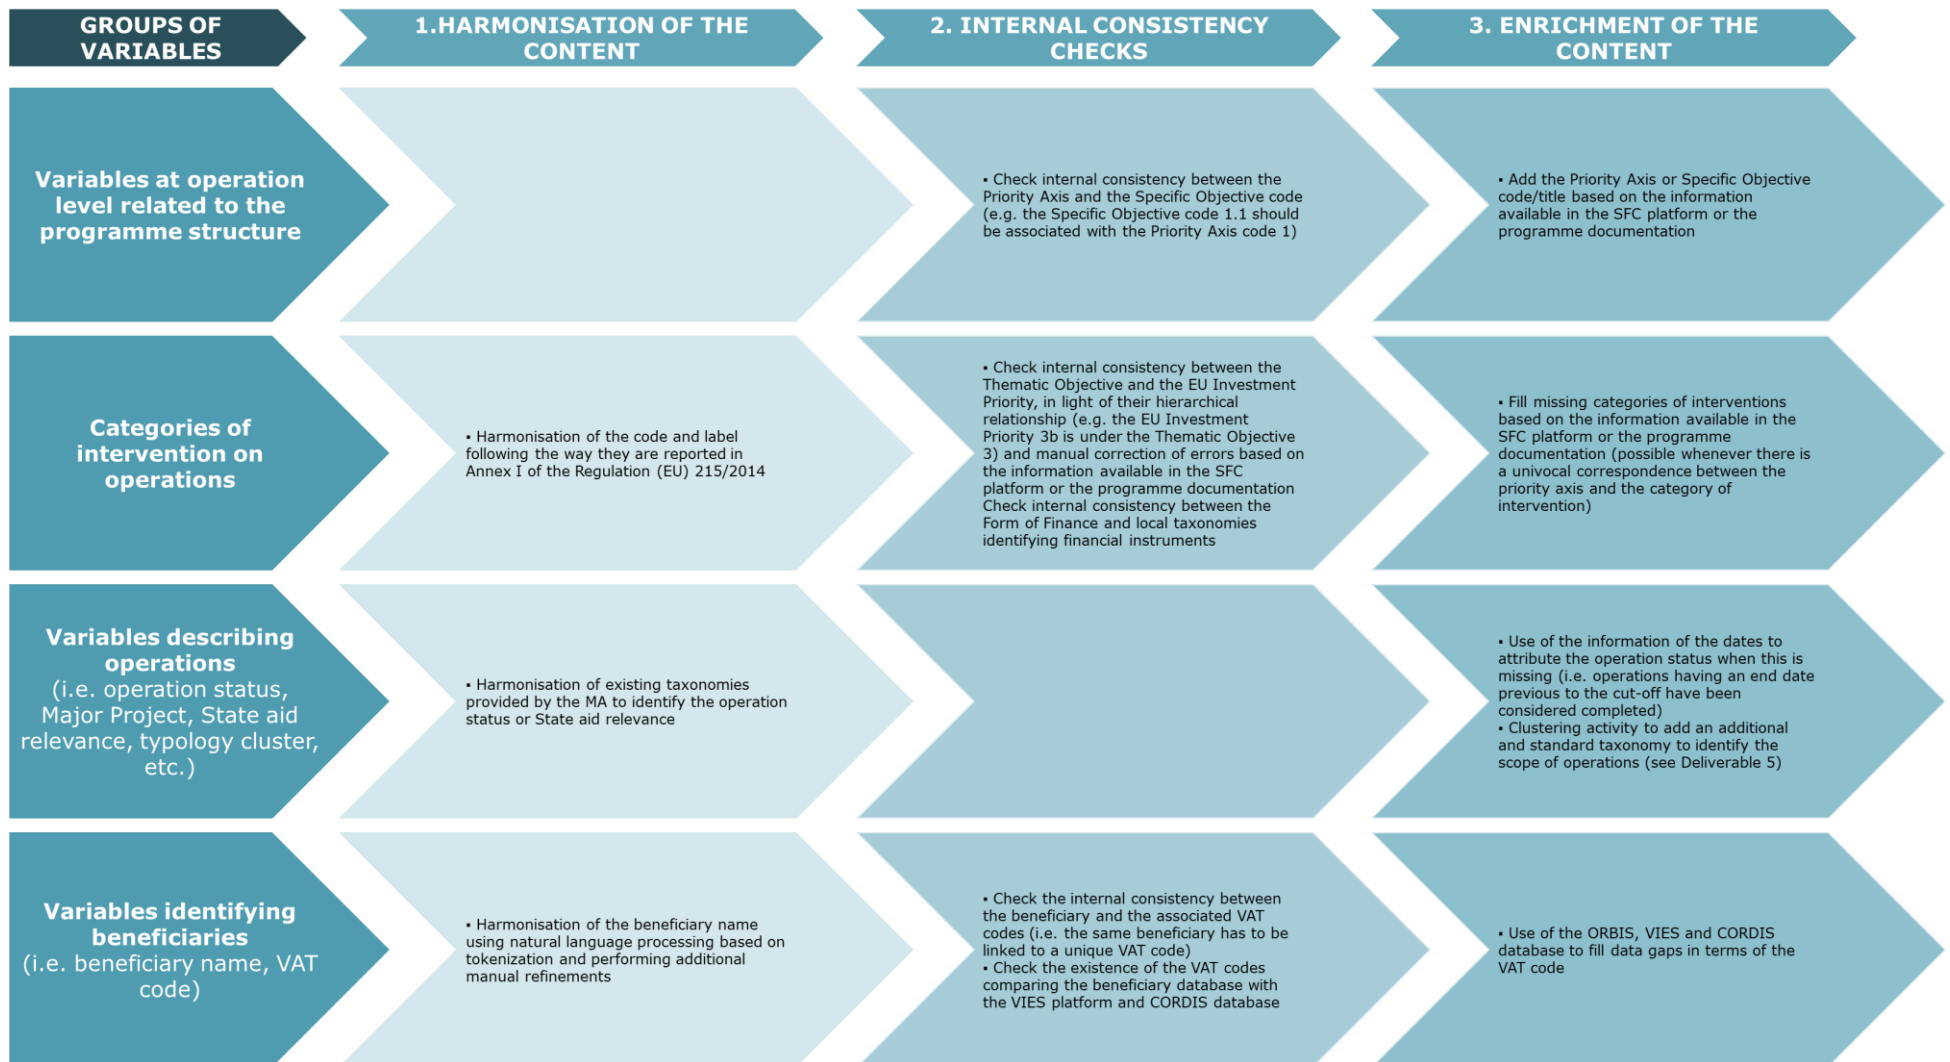 GROUPS OF
VARIABLES
1.HARMONISATION OF THE
CONTENT
2. INTERNAL CONSISTENCY
CHECKS
3. ENRICHMENT OF THE
CONTENT
Variables at operation
level related to the
programme structure
▪ Check internal consistency between the
Priority Axis and the Specific Objective code
(e.g. the Specific Objective code 1.1 should
be associated with the Priority Axis code 1)
▪ Add the Priority Axis or Specific Objective
code/title based on the information
available in the SFC platform or the
programme documentation
Categories of
intervention on
operations
▪ Harmonisation of the code and label
following the way they are reported in
Annex I of the Regulation (EU) 215/2014
▪ Check internal consistency between the
Thematic Objective and the EU Investment
Priority, in light of their hierarchical
relationship (e.g. the EU Investment
Priority 3b is under the Thematic Objective
3) and manual correction of errors based on
the information available in the SFC
platform or the programme documentation
Check internal consistency between the
Form of Finance and local taxonomies
identifying financial instruments
▪ Fill missing categories of interventions
based on the information available in the
SFC platform or the programme
documentation (possible whenever there is
a univocal correspondence between the
priority axis and the category of
intervention)
Variables describing
operations
(i.e. operation status,
Major Project, State aid
relevance, typology cluster,
etc.)
▪ Harmonisation of existing taxonomies
provided by the MA to identify the operation
status or State aid relevance
▪ Use of the information of the dates to
attribute the operation status when this is
missing (i.e. operations having an end date
previous to the cut-off have been
considered completed)
▪ Clustering activity to add an additional
and standard taxonomy to identify the
scope of operations (see Deliverable 5)
Variables identifying
beneficiaries
(i.e. beneficiary name, VAT
code)
▪ Harmonisation of the beneficiary name
using natural language processing based on
tokenization and performing additional
manual refinements
▪ Check the internal consistency between
the beneficiary and the associated VAT
codes (i.e. the same beneficiary has to be
linked to a unique VAT code)
▪ Check the existence of the VAT codes
comparing the beneficiary database with
the VIES platform and CORDIS database
▪ Use of the ORBIS, VIES and CORDIS
database to fill data gaps in terms of the
VAT code